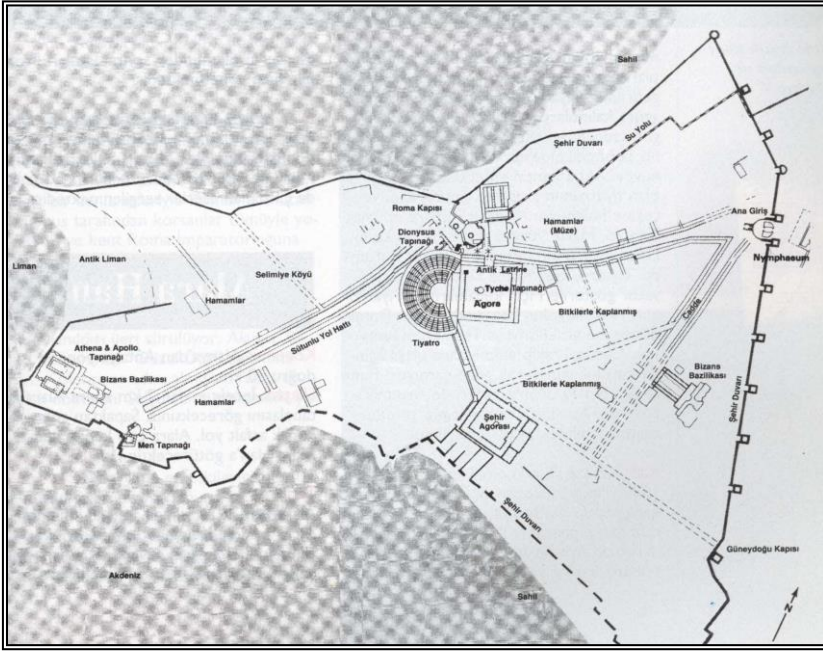 Sahil
Şehir Duvarı
Su Yolu
Roma Kapısı
Dionysus
Tapınağı
Hamamlar
(Müze)
Ana Giriş
Nymphaeum
Liman
Antik Liman
Selimiye Köyü
Hamamlar
Antik Latrine
Tyche Tapınağı
Agora
Bitkilerle Kaplanmış
Cadde
Tiyatro
Sütunlu Yol Hattı
Athena & Apollo
Tapınağı
Bizans Bazilikası
Hamamlar
Men Tapınağı
Bitkilerle Kaplanmış
Bizans
Bazilikası
Şehir Duvarı
Şehir
Agorası
Şehir Duvarı
Güneydoğu Kapısı
Akdeniz
Sahil
N